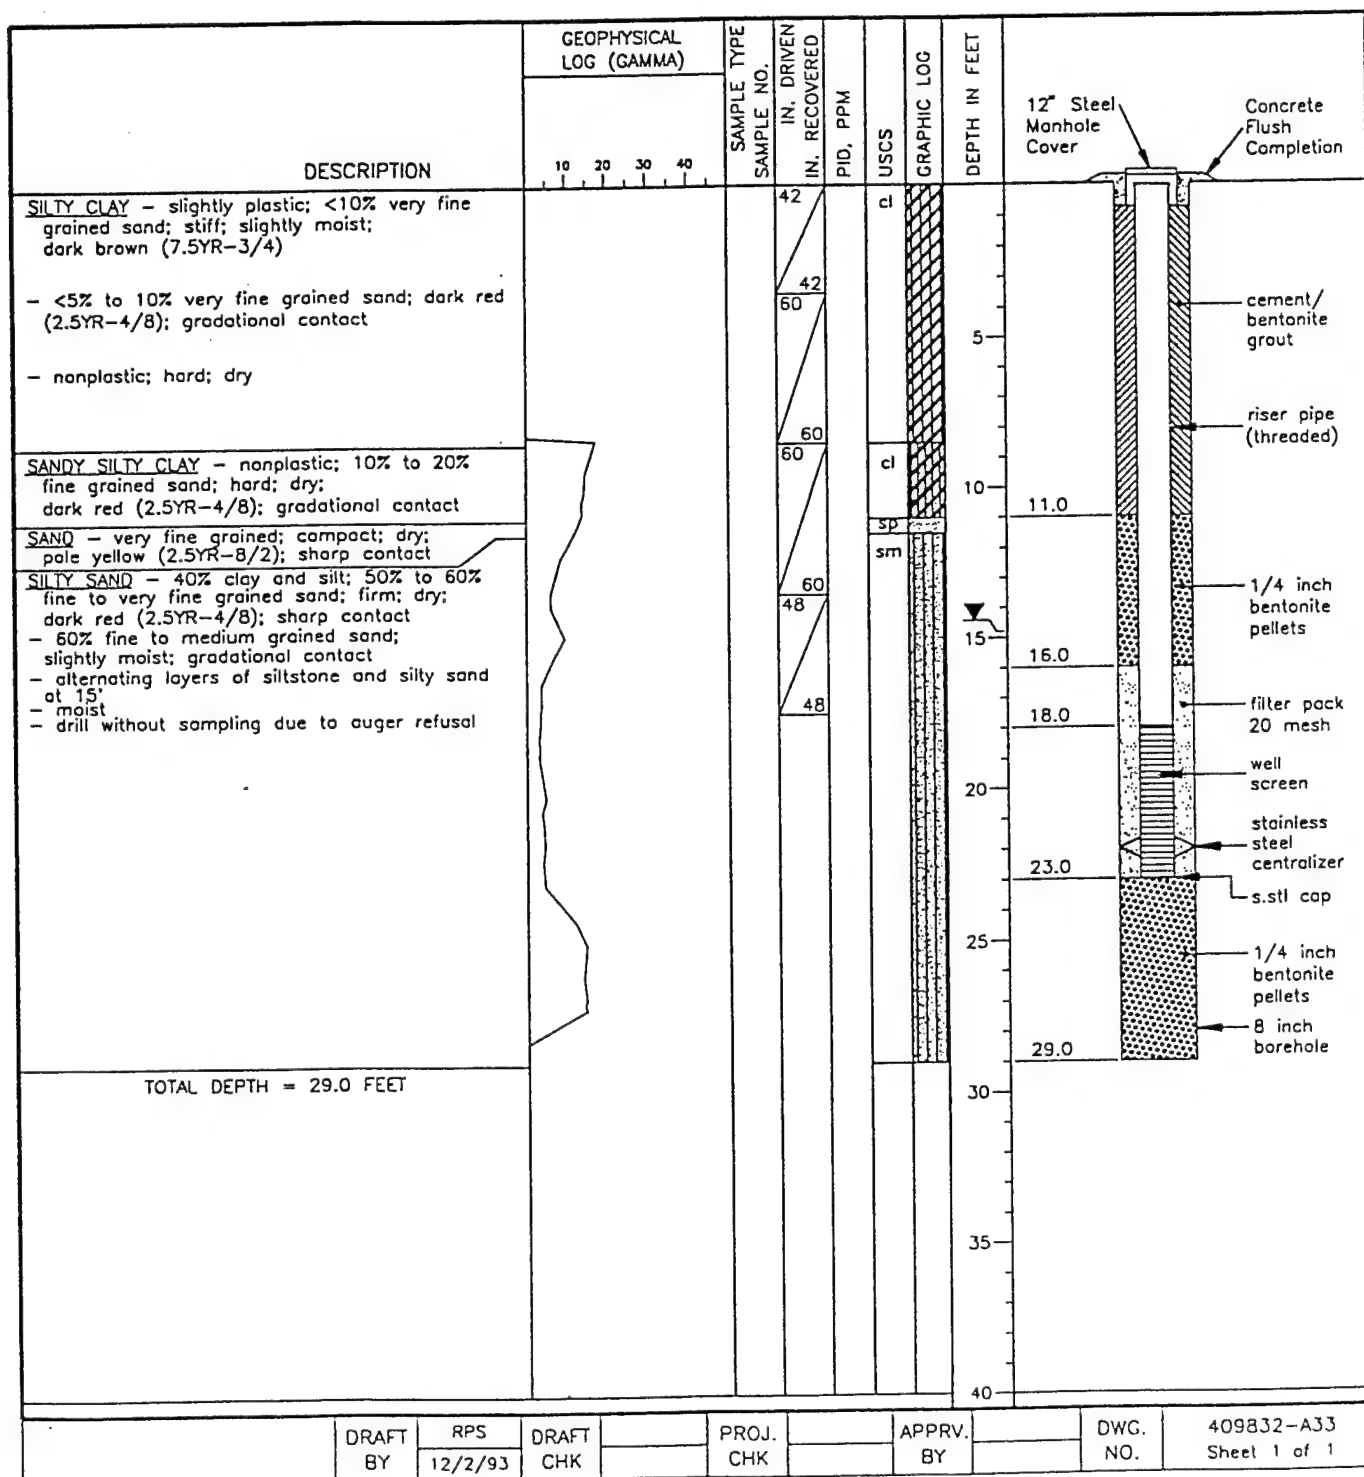 GEOPHYSICAL
LOG (GAMMA)
SAMPLE TYPE
SAMPLE NO.
IN. DRIVEN
IN. RECOVERED
PID, PPM
USCS
GRAPHIC LOG
DEPTH IN FEET
DESCRIPTION
10 20 30 40
12" Steel
Manhole
Cover
Concrete
Flush
Completion
SILTY CLAY – slightly plastic; <10% very fine
grained sand; stiff; slightly moist;
dark brown (7.5YR–3/4)
– <5% to 10% very fine grained sand; dark red
(2.5YR–4/8); gradational contact
– nonplastic; hard; dry
SANDY SILTY CLAY – nonplastic; 10% to 20%
fine grained sand; hard; dry;
dark red (2.5YR–4/8); gradational contact
SAND – very fine grained; compact; dry;
pale yellow (2.5YR–8/2); sharp contact
SILTY SAND – 40% clay and silt; 50% to 60%
fine to very fine grained sand; firm; dry;
dark red (2.5YR–4/8); sharp contact
– 60% fine to medium grained sand;
slightly moist; gradational contact
– alternating layers of siltstone and silty sand
at 15'
– moist
– drill without sampling due to auger refusal
TOTAL DEPTH = 29.0 FEET
42
42
60
60
60
60
48
48
cl
cl
sp
sm
5
10
15
20
25
30
35
40
11.0
16.0
18.0
23.0
29.0
cement/
bentonite
grout
riser pipe
(threaded)
1/4 inch
bentonite
pellets
filter pack
20 mesh
well
screen
stainless
steel
centralizer
s.stl cap
1/4 inch
bentonite
pellets
8 inch
borehole
DRAFT
BY
RPS
12/2/93
DRAFT
CHK
PROJ.
CHK
APPRV.
BY
DWG.
NO.
409832–A33
Sheet 1 of 1